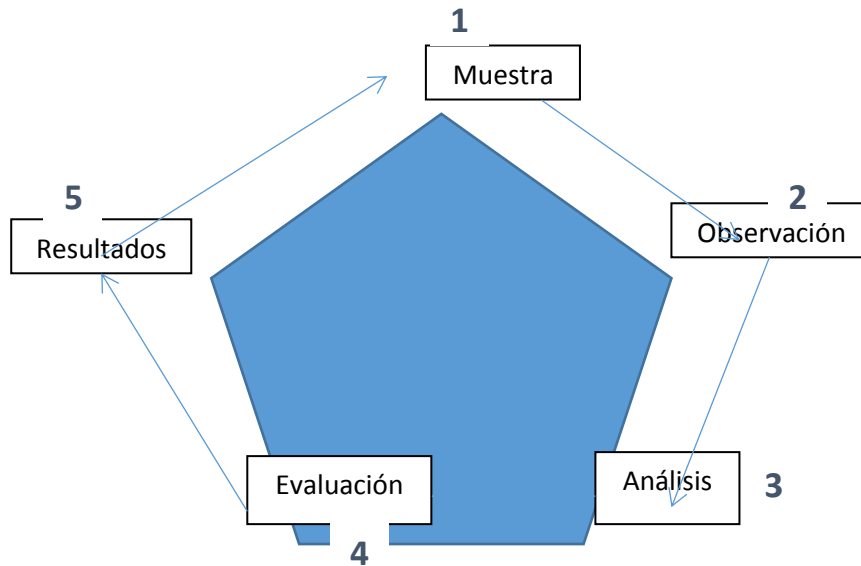 1
Muestra
2
Observación
3
Análisis
4
Evaluación
5
Resultados